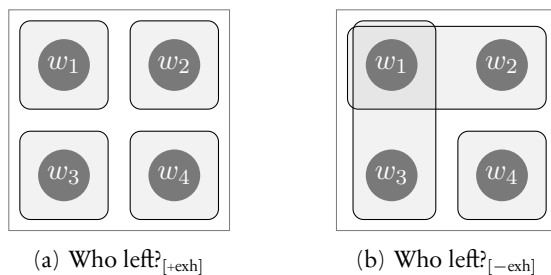 w₁ w₂ w₁ w₂
w₃ w₄ w₃ w₄
(a) Who left?[+exh] (b) Who left?[−exh]